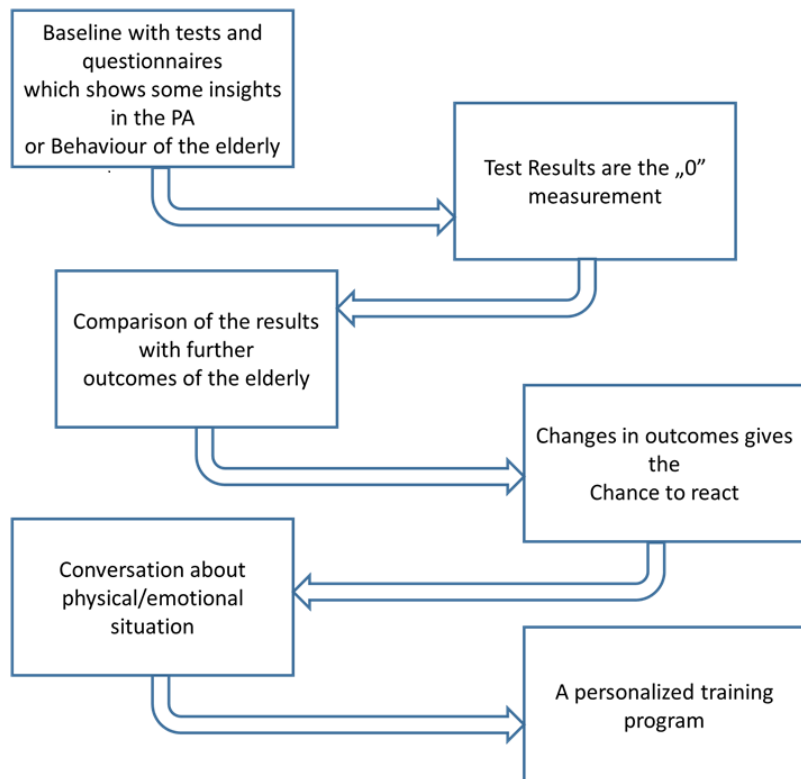 Baseline with tests and
questionnaires
which shows some insights
in the PA
or Behaviour of the elderly
Test Results are the „0”
measurement
Comparison of the results
with further
outcomes of the elderly
Changes in outcomes gives
the
Chance to react
Conversation about
physical/emotional
situation
A personalized training
program